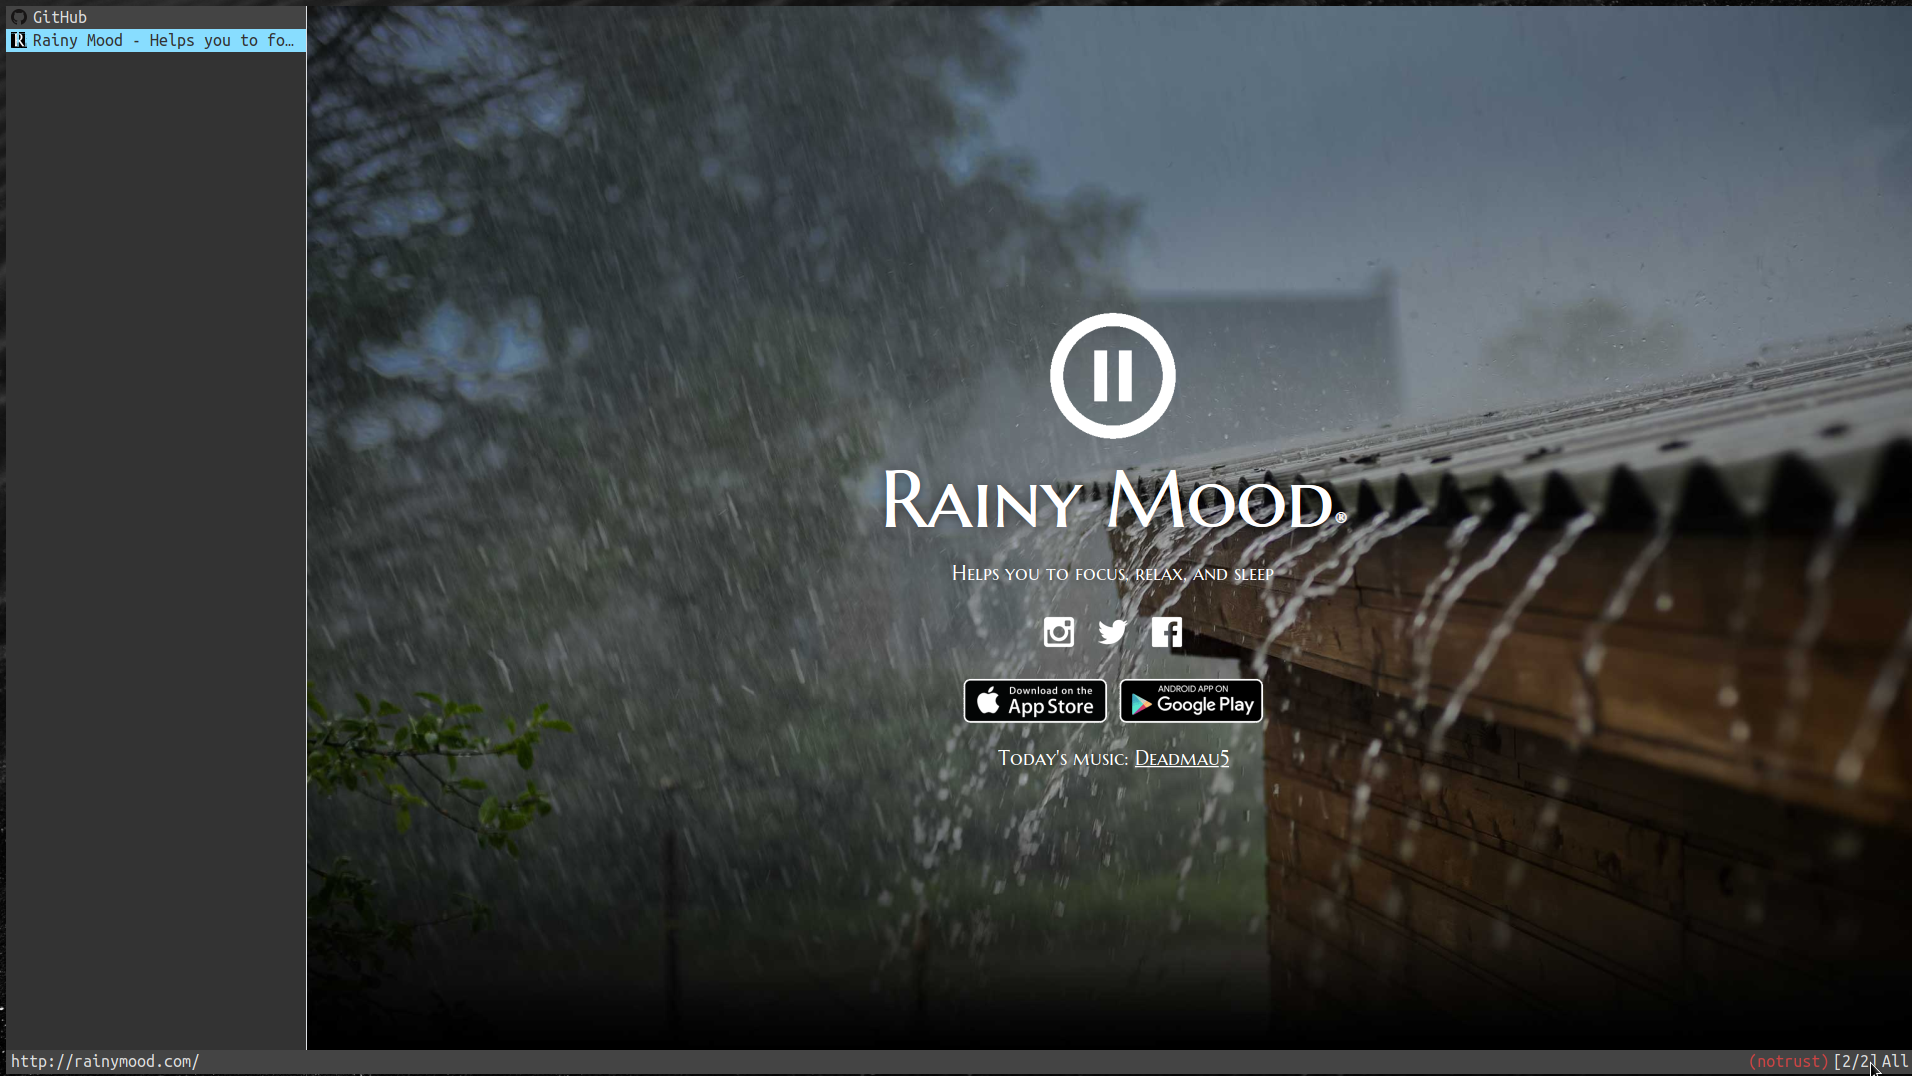 GitHub
Rainy Mood - Helps you to fo…
Rainy Mood®
Helps you to focus, relax, and sleep
Download on the
App Store
ANDROID APP ON
Google Play
Today's music: Deadmau5
http://rainymood.com/
(notrust) [2/2] All